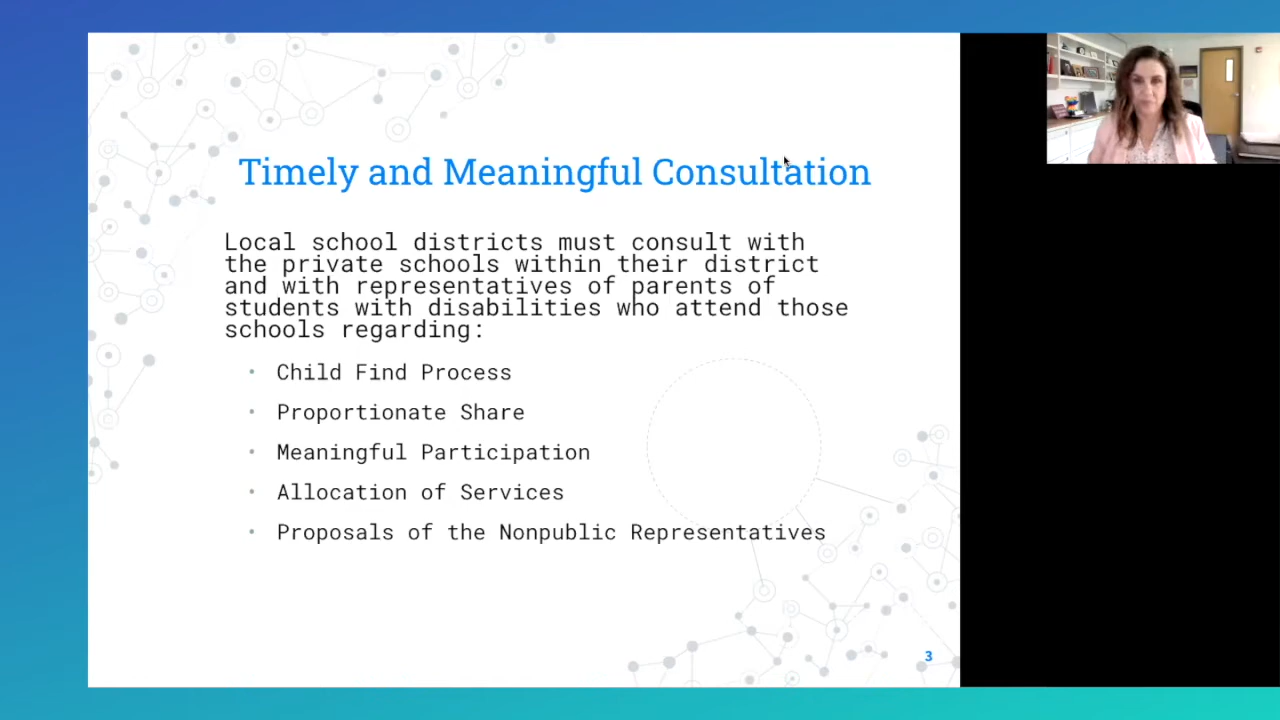 Timely and Meaningful Consultation
Local school districts must consult with
the private schools within their district
and with representatives of parents of
students with disabilities who attend those
schools regarding:
• Child Find Process
• Proportionate Share
• Meaningful Participation
• Allocation of Services
• Proposals of the Nonpublic Representatives
3